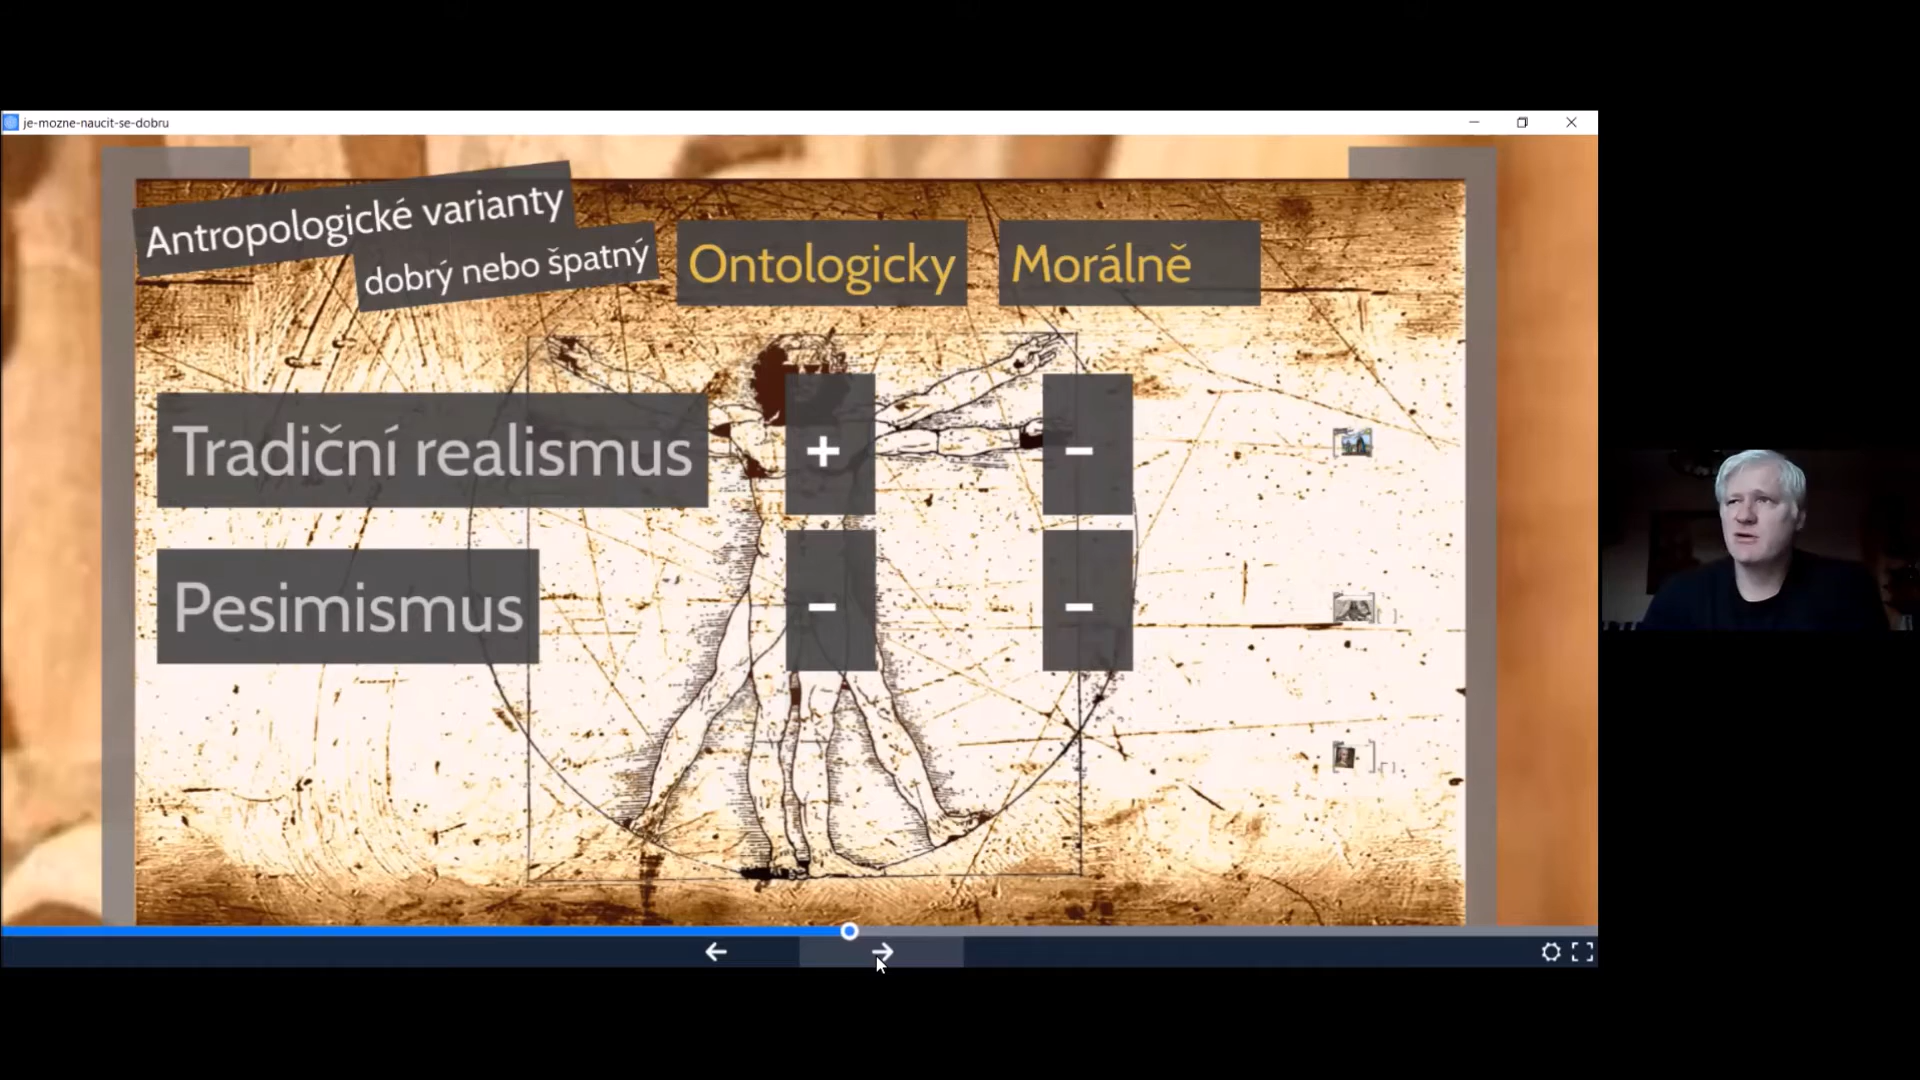 je-mozne-naucit-se-dobru
Antropologické varianty
dobrý nebo špatný
Ontologicky
Morálně
Tradiční realismus
+
-
Pesimismus
-
-